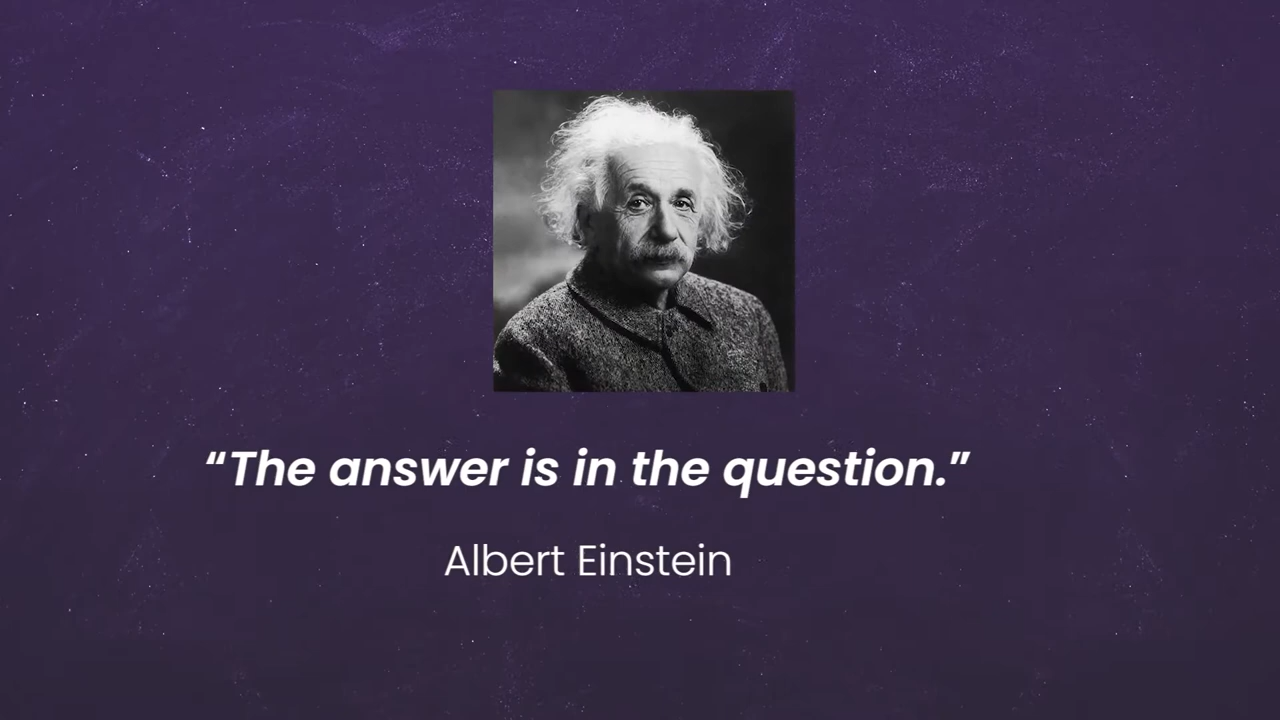 “The answer is in the question.”
Albert Einstein